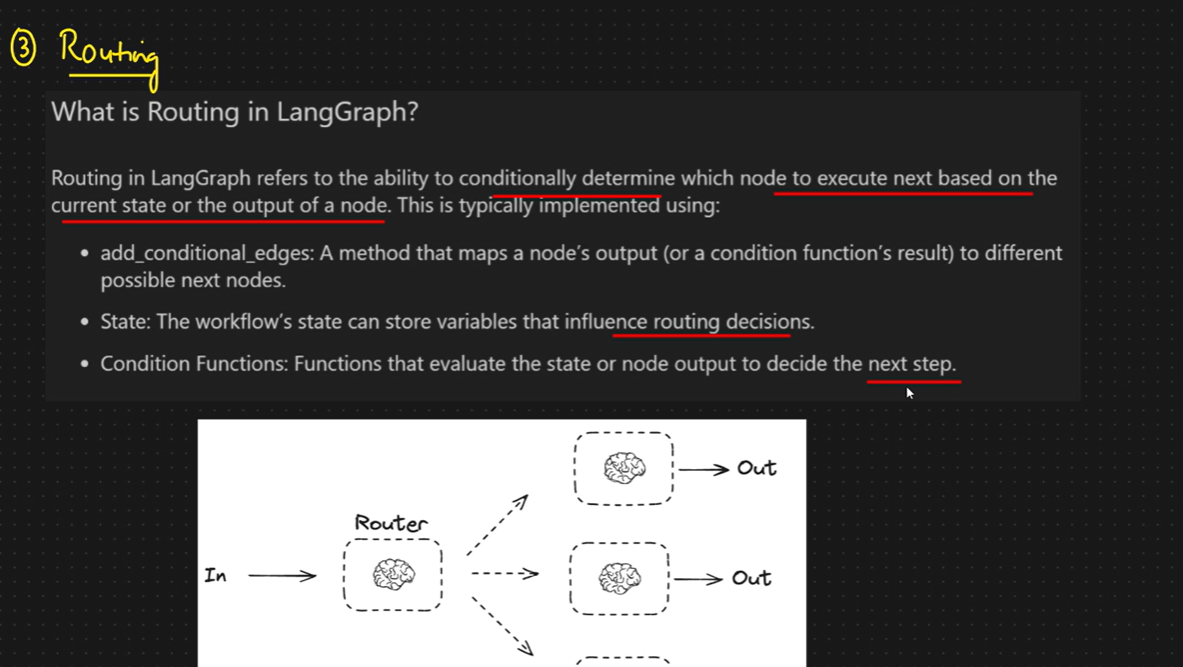 ③ Routing
What is Routing in LangGraph?
Routing in LangGraph refers to the ability to conditionally determine which node to execute next based on the
current state or the output of a node. This is typically implemented using:
• add_conditional_edges: A method that maps a node's output (or a condition function's result) to different
possible next nodes.
• State: The workflow's state can store variables that influence routing decisions.
• Condition Functions: Functions that evaluate the state or node output to decide the next step.
Out
Router
In
Out